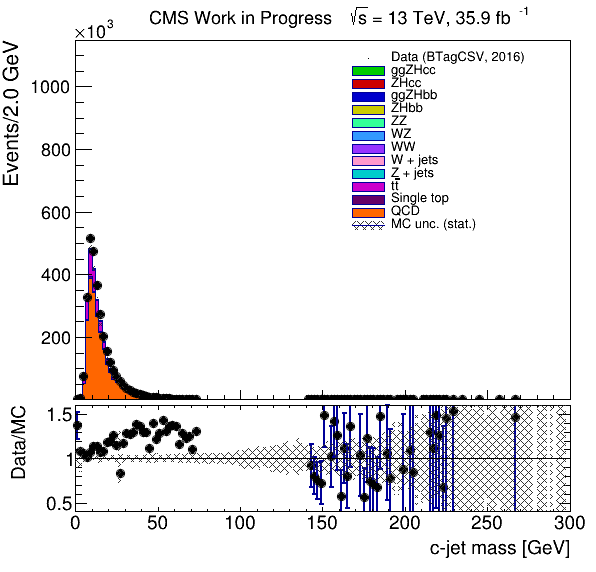 CMS Work in Progress √s = 13 TeV, 35.9 fb⁻¹
×10³
Events/2.0 GeV
1000
800
600
400
200
Data (BTagCSV, 2016)
ggZHcc
ZHcc
ggZHbb
ZHbb
ZZ
WZ
WW
W + jets
Z + jets
tt̅
Single top
QCD
MC unc. (stat.)
Data/MC
1.5
1
0.5
0 50 100 150 200 250 300
c-jet mass [GeV]